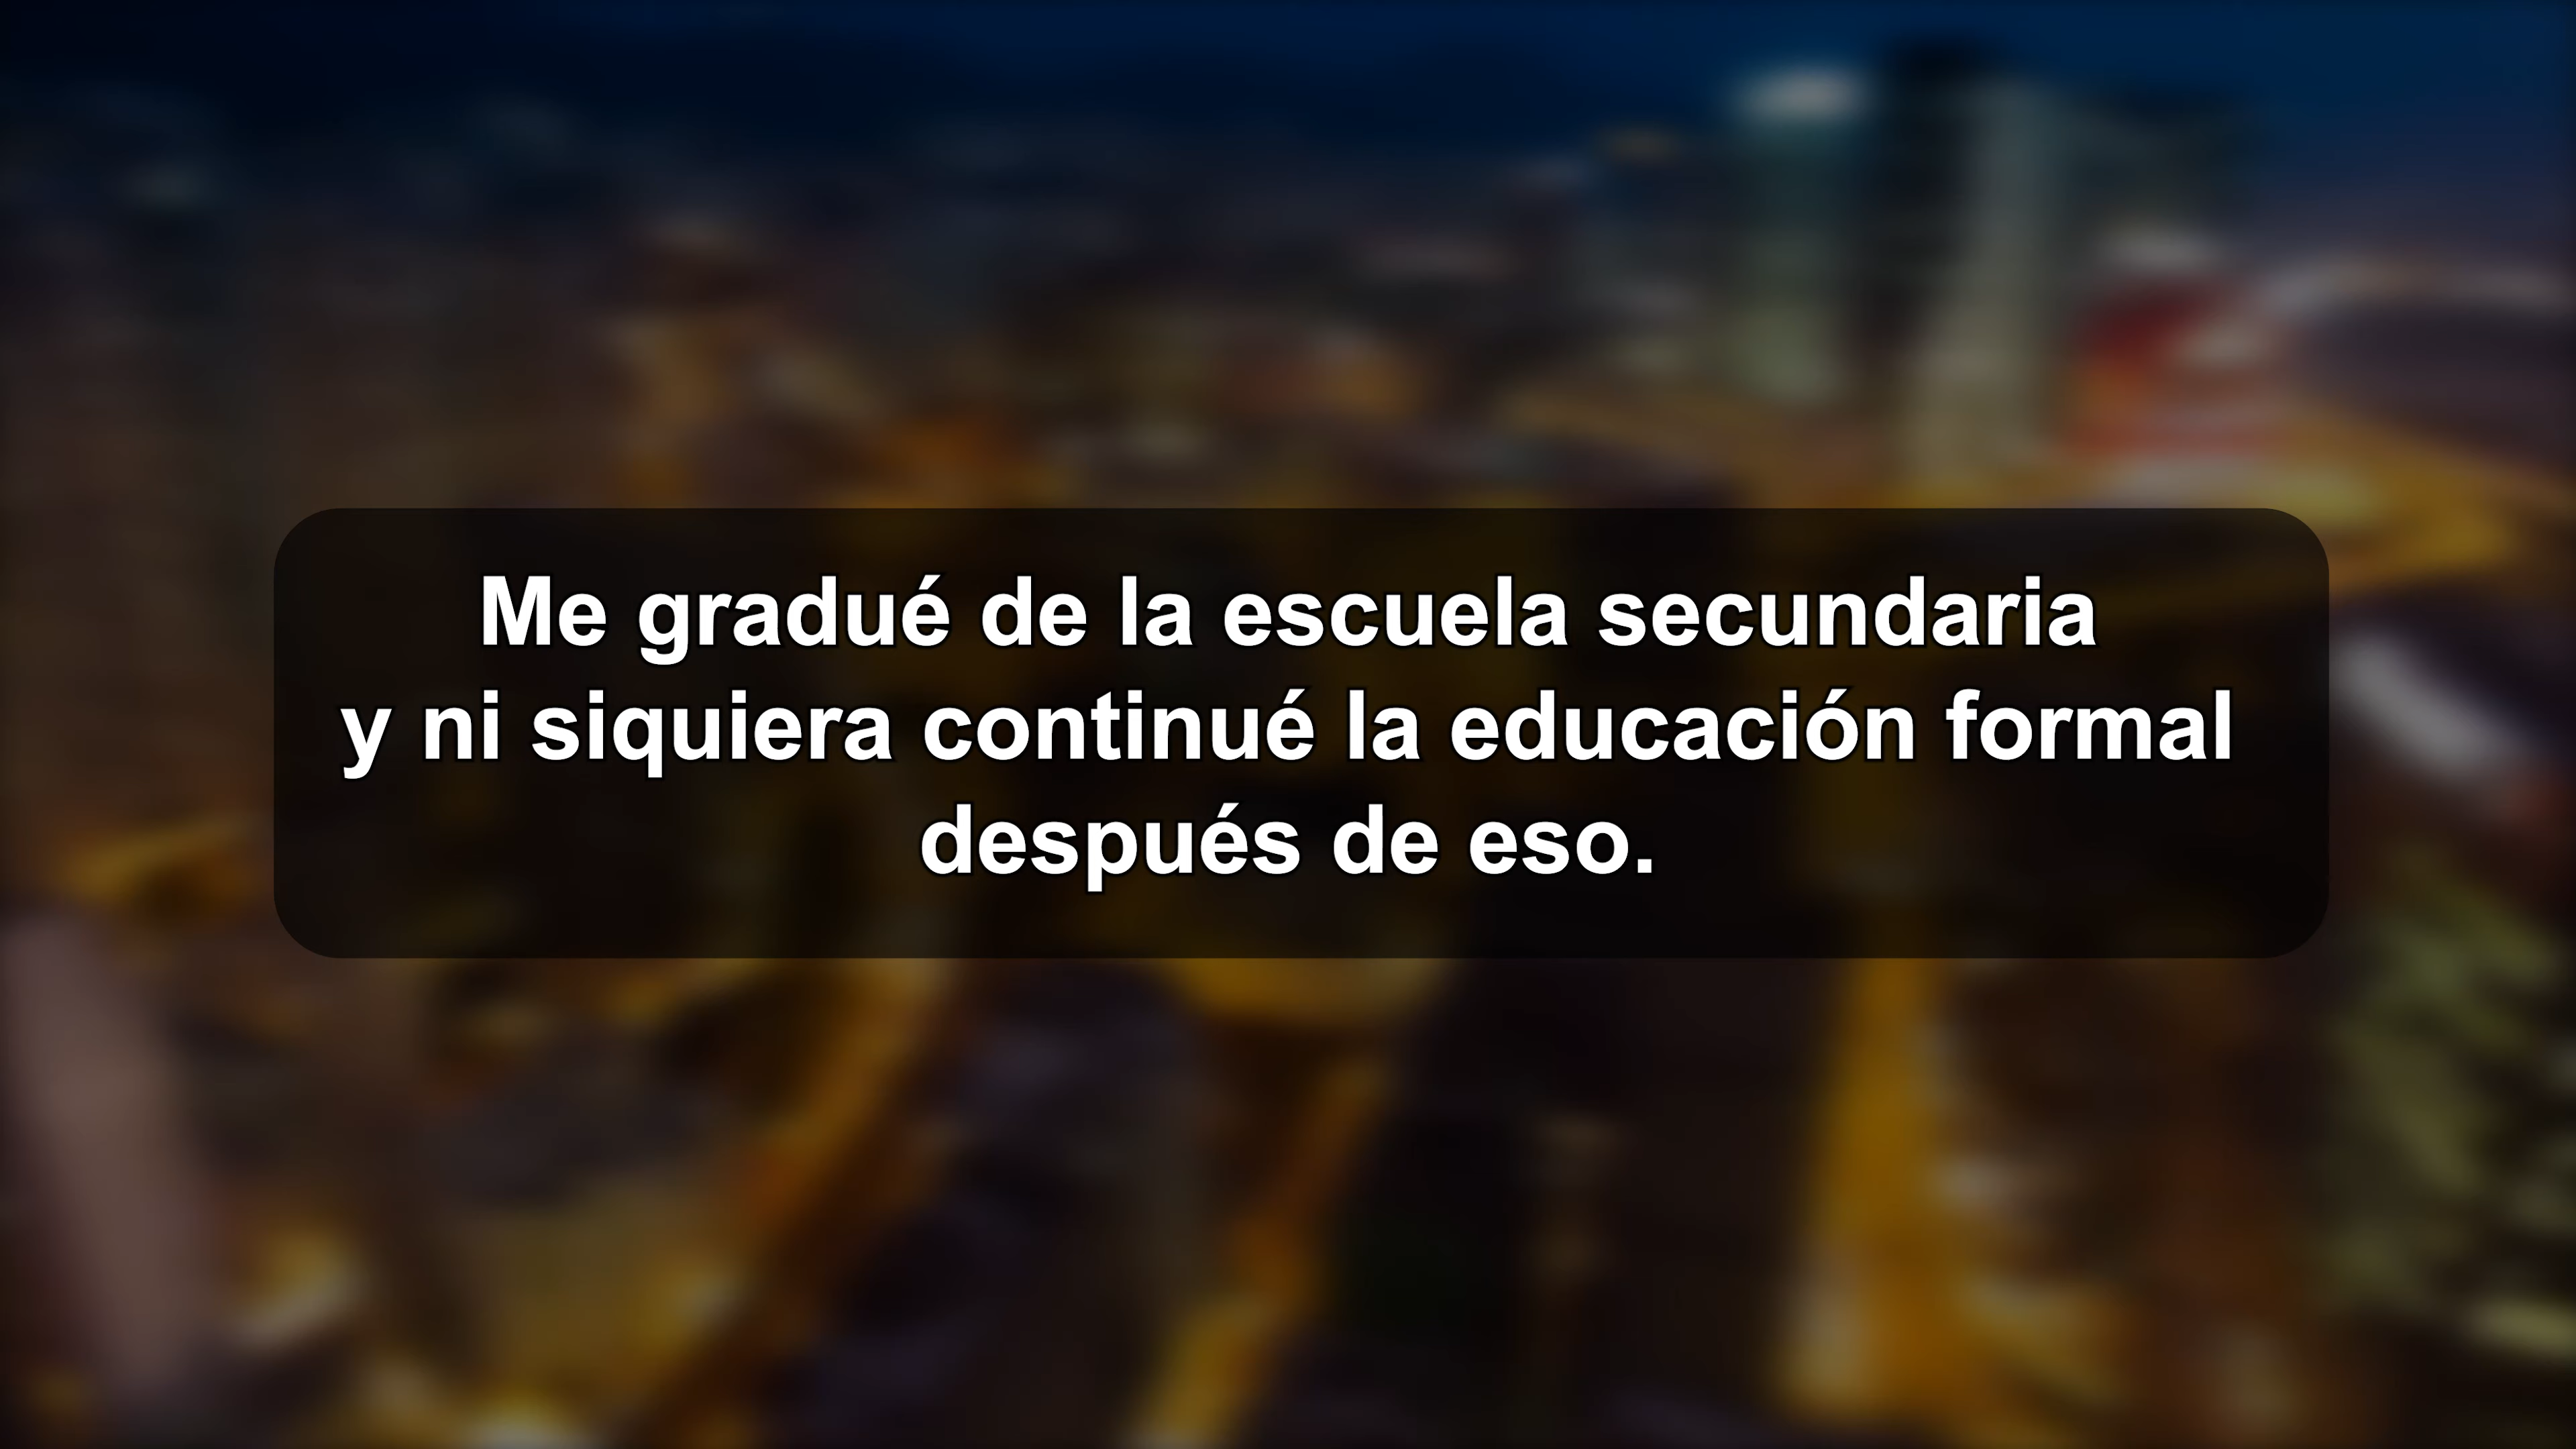 Me gradué de la escuela secundaria
y ni siquiera continué la educación formal
después de eso.